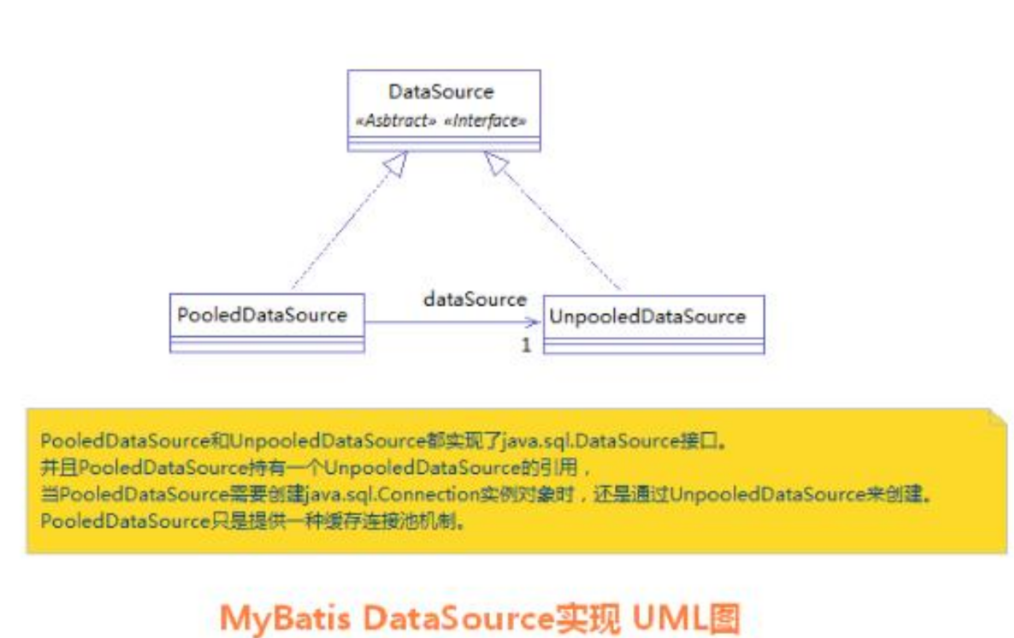 DataSource
«Asbtract» «Interface»
dataSource
PooledDataSource
UnpooledDataSource
1
PooledDataSource和UnpooledDataSource都实现了java.sql.DataSource接口。
并且PooledDataSource持有一个UnpooledDataSource的引用，
当PooledDataSource需要创建java.sql.Connection实例对象时，还是通过UnpooledDataSource来创建。
PooledDataSource只是提供一种缓存连接池机制。
MyBatis DataSource实现 UML图